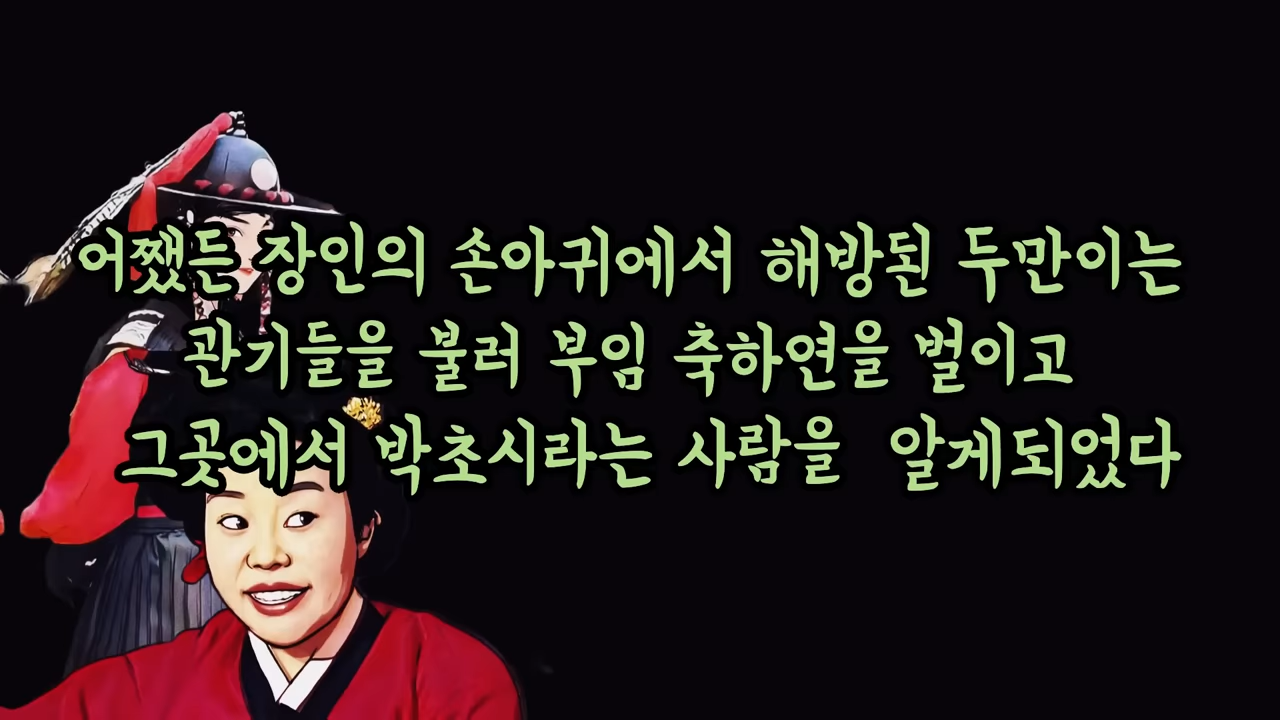 어쨌든 장인의 손아귀에서 해방된 두만이는
관기들을 불러 부임 축하연을 벌이고
그곳에서 박초시라는 사람을 알게되었다